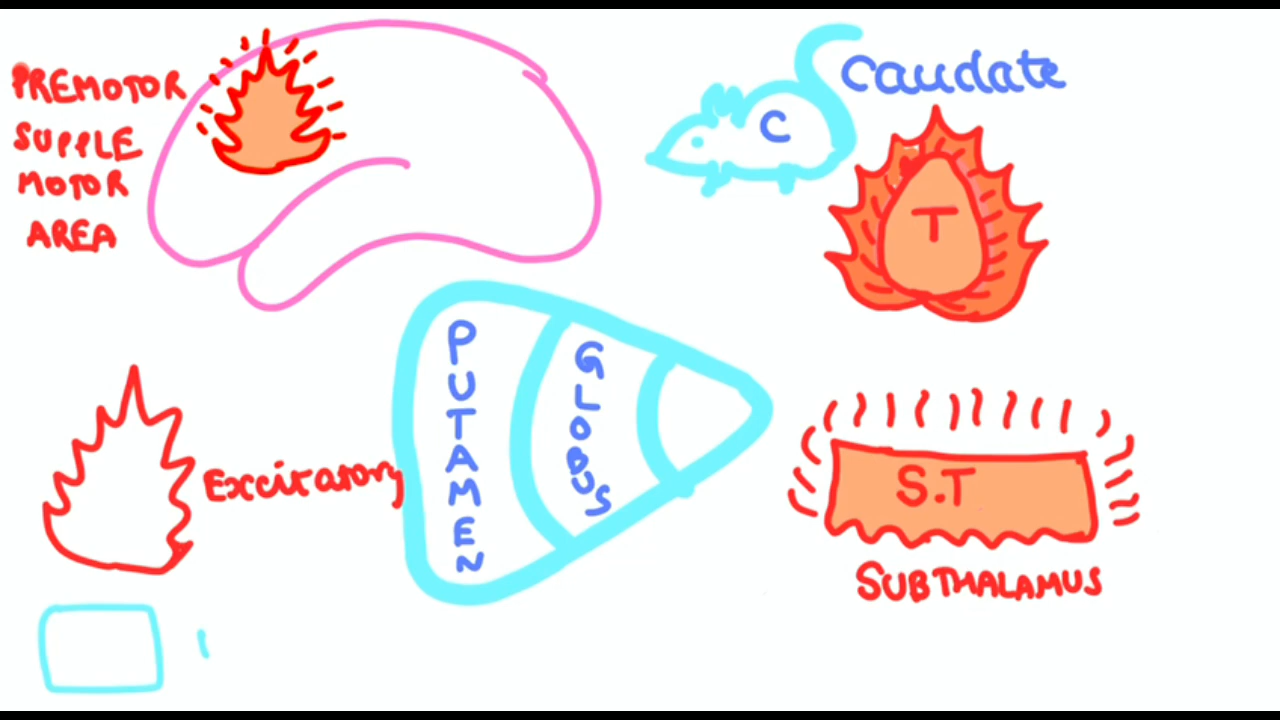 PREMOTOR
SUPPLE
MOTOR
AREA
C
caudate
T
PUTAMEN
GLOBUS
Excitatory
S.T
SUBTHALAMUS